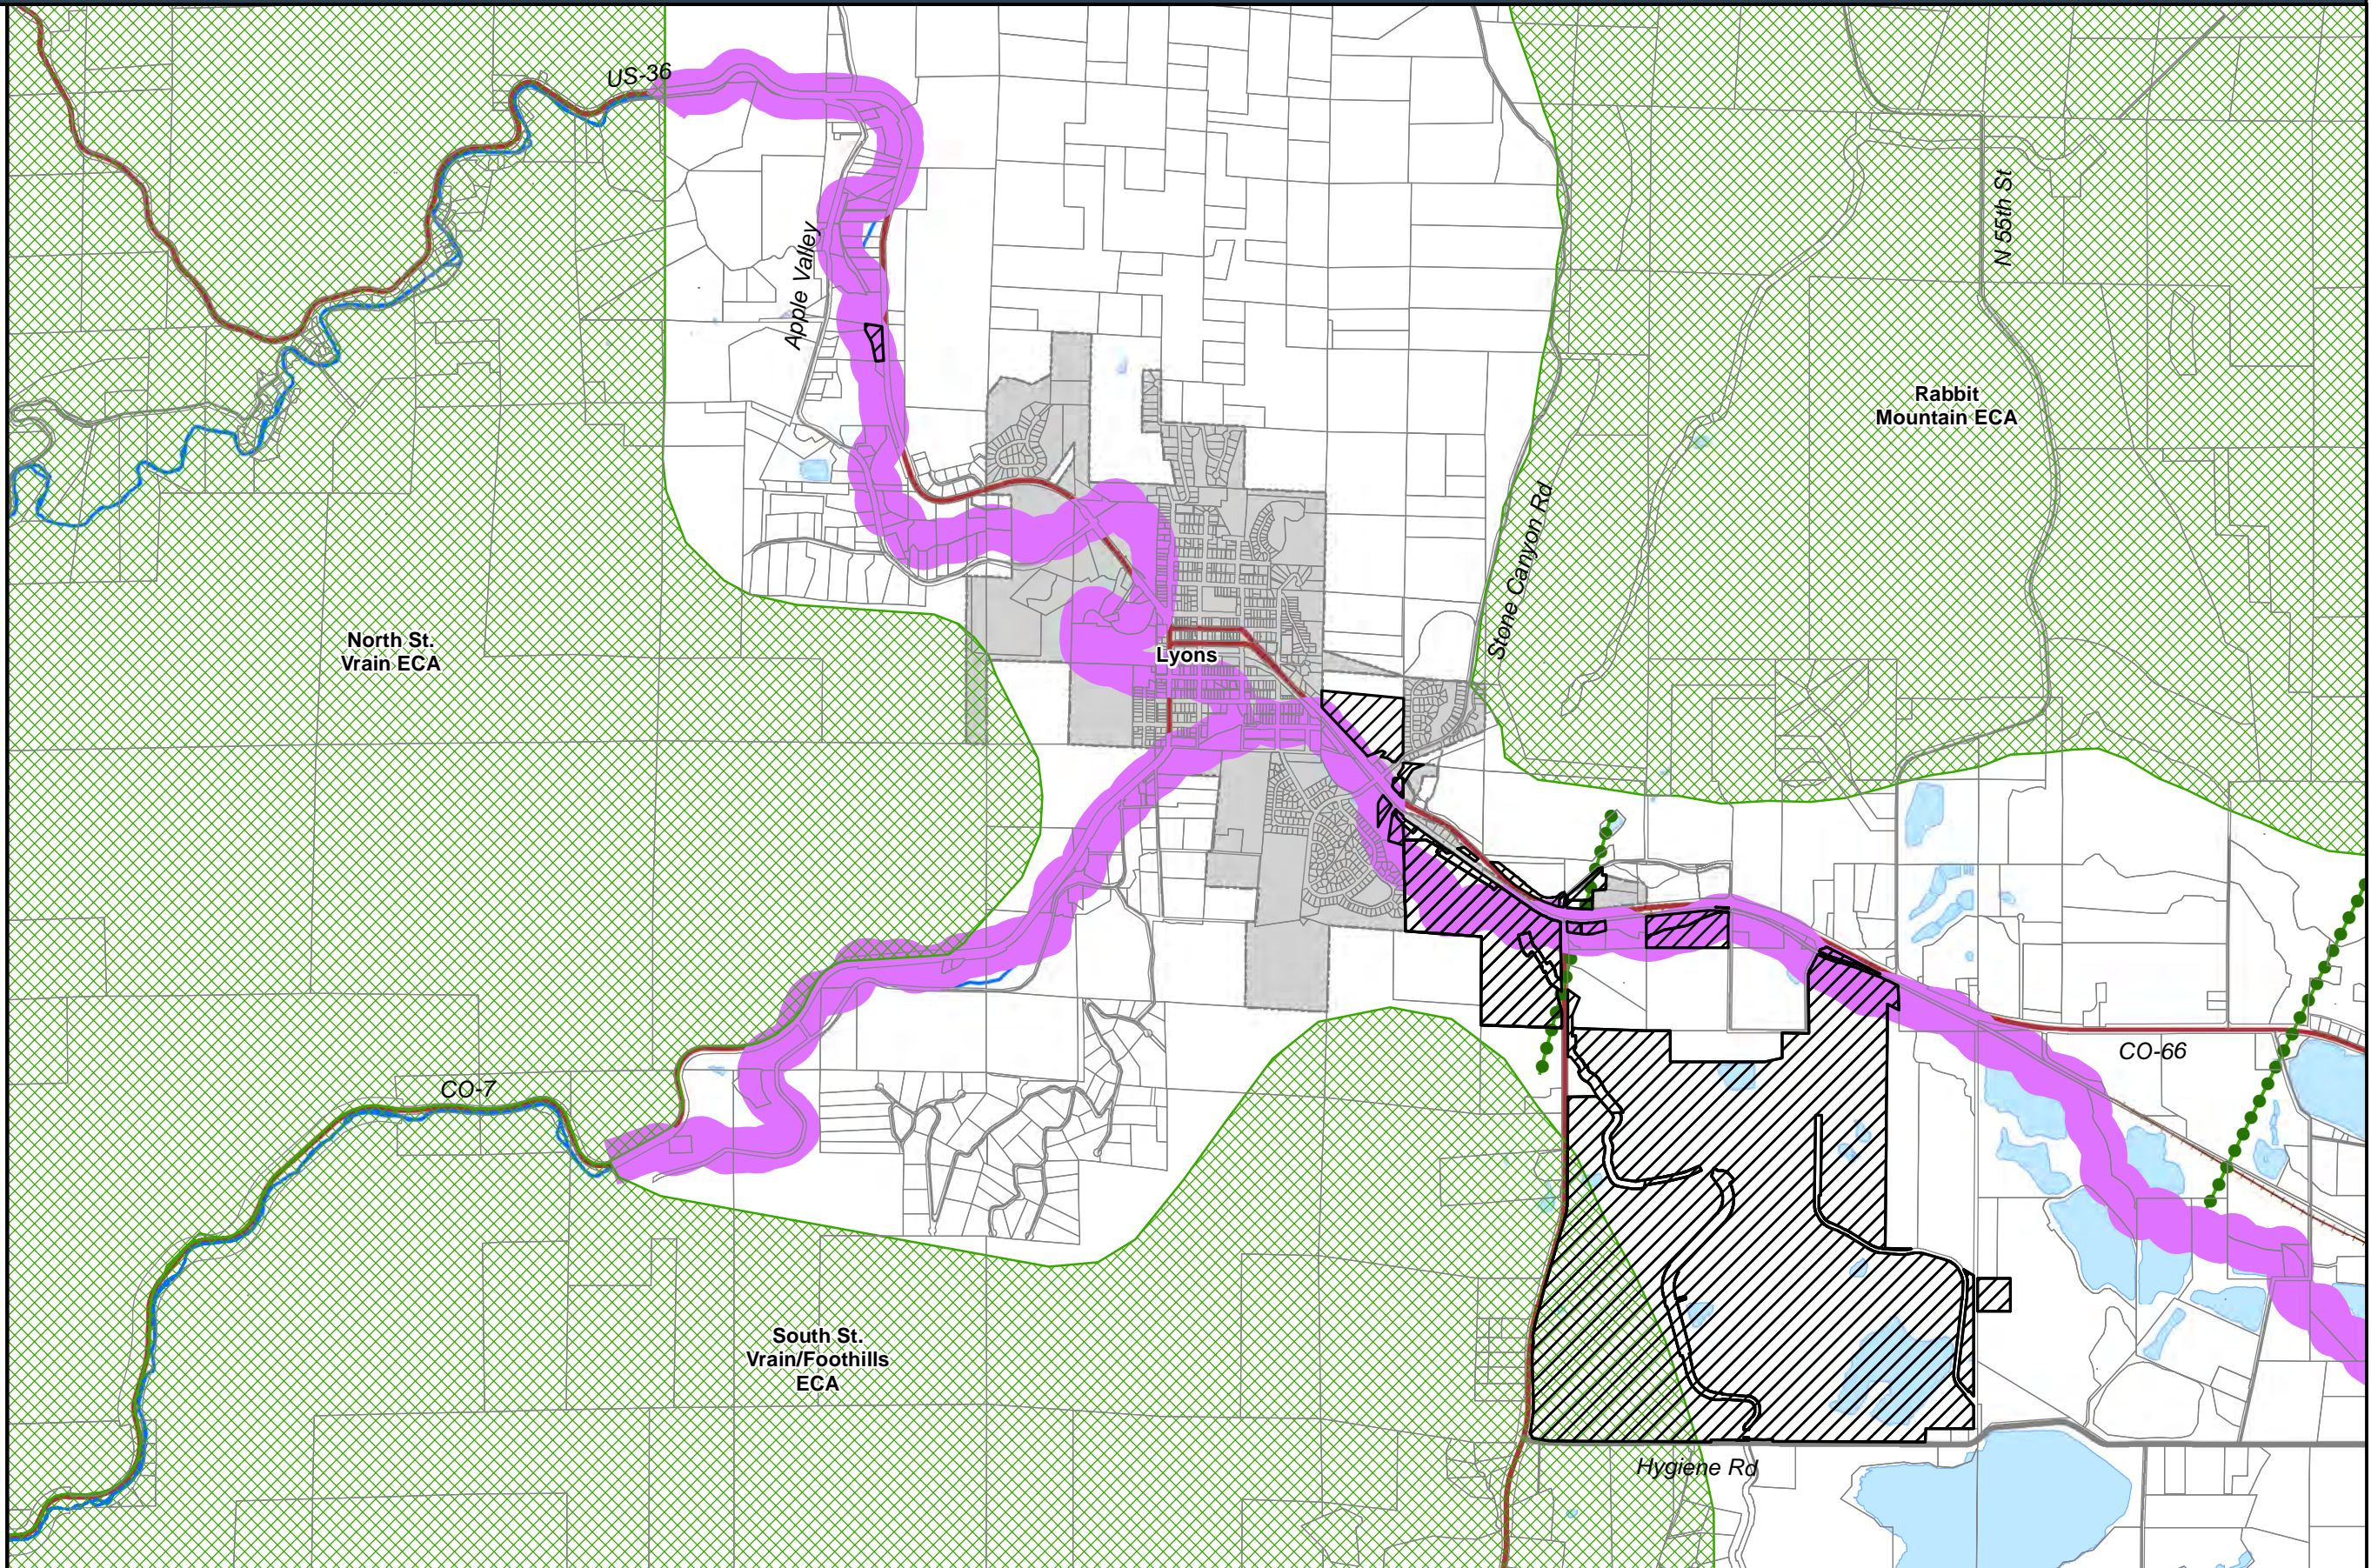 US-36
Apple Valley
N 55th St
Rabbit
Mountain ECA
Stone Canyon Rd
North St.
Vrain ECA
Lyons
CO-66
CO-7
South St.
Vrain/Foothills
ECA
Hygiene Rd